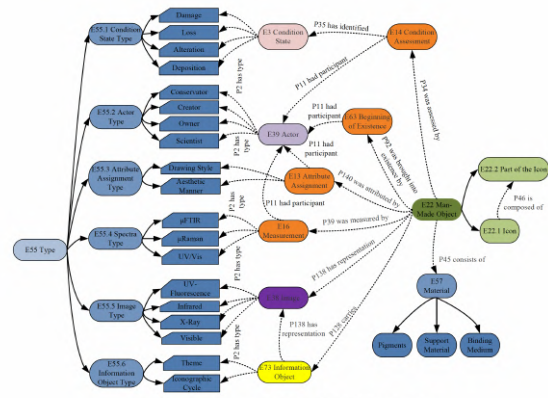 E55 Type
E55.1 Condition
State Type
E55.2 Actor
Type
E55.3 Attribute
Assignment Type
E55.4 Spectra
Type
E55.5 Image
Type
E55.6
Information
Object Type
Damage
Loss
Alteration
Deposition
Conservator
Creator
Owner
Scientist
Drawing Style
Aesthetic
Manner
µFTIR
µRaman
UV/Vis
UV-
Fluorescence
Infrared
X-Ray
Visible
Theme
Iconographic
Cycle
P2 has type
P2 has type
P2 has type
P2 has type
P2 has type
E3 Condition
State
E39 Actor
E13 Attribute
Assignment
E16
Measurement
E38 Image
E73 Information
Object
P35 has identified
E14 Condition
Assessment
P11 had participant
P11 had
participant
E63 Beginning
of Existence
P11 had
participant
P11 had participant
P34 was assessed by
P92 was brought into
existence by
P140 was attributed by
P39 was measured by
P138 has representation
P128 carries
P138 has
representation
E22 Man-
Made Object
E22.2 Part of the Icon
P46 is
composed of
E22.1 Icon
P45 consists of
E57
Material
Pigments
Support
Material
Binding
Medium